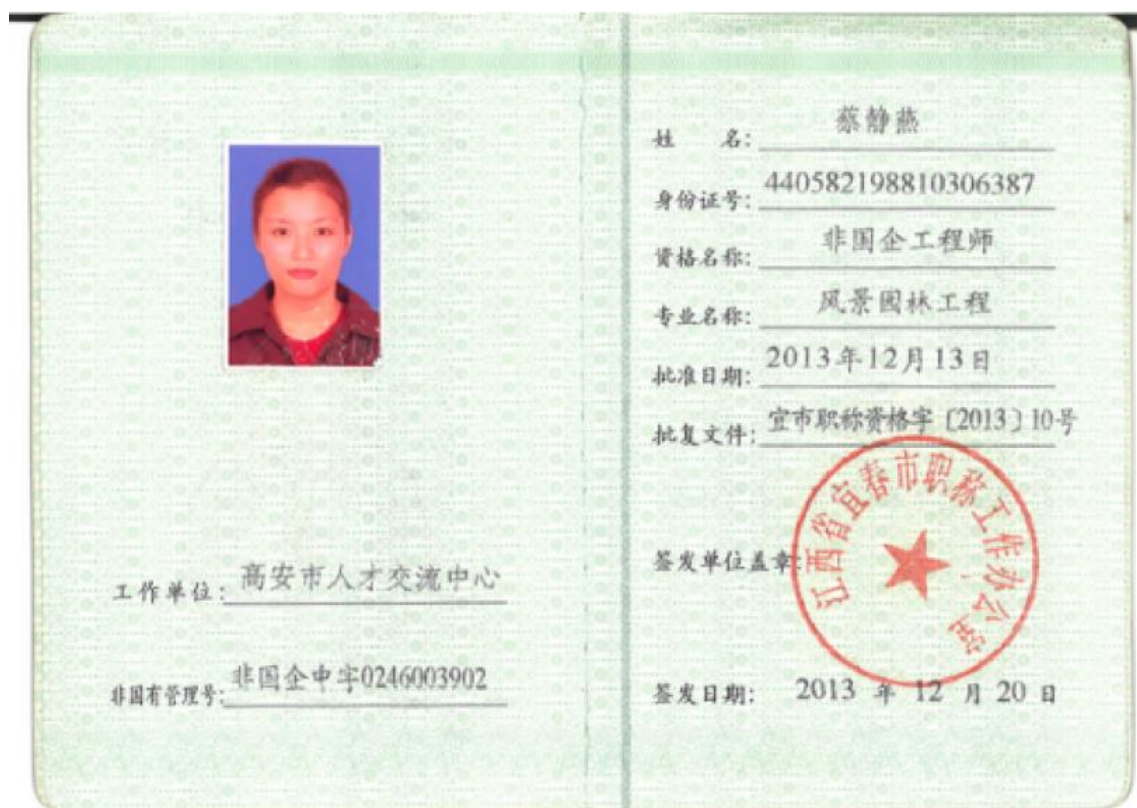 工作单位：高安市人才交流中心
非国有管理号：非国企中字0246003902
姓 名：蔡静燕
身份证号：440582198810306387
资格名称：非国企工程师
专业名称：风景园林工程
批准日期：2013年12月13日
批复文件：宜市职称资格字〔2013〕10号
签发单位盖章：
江西省宜春市职称工作办公室
签发日期：2013 年 12 月 20 日